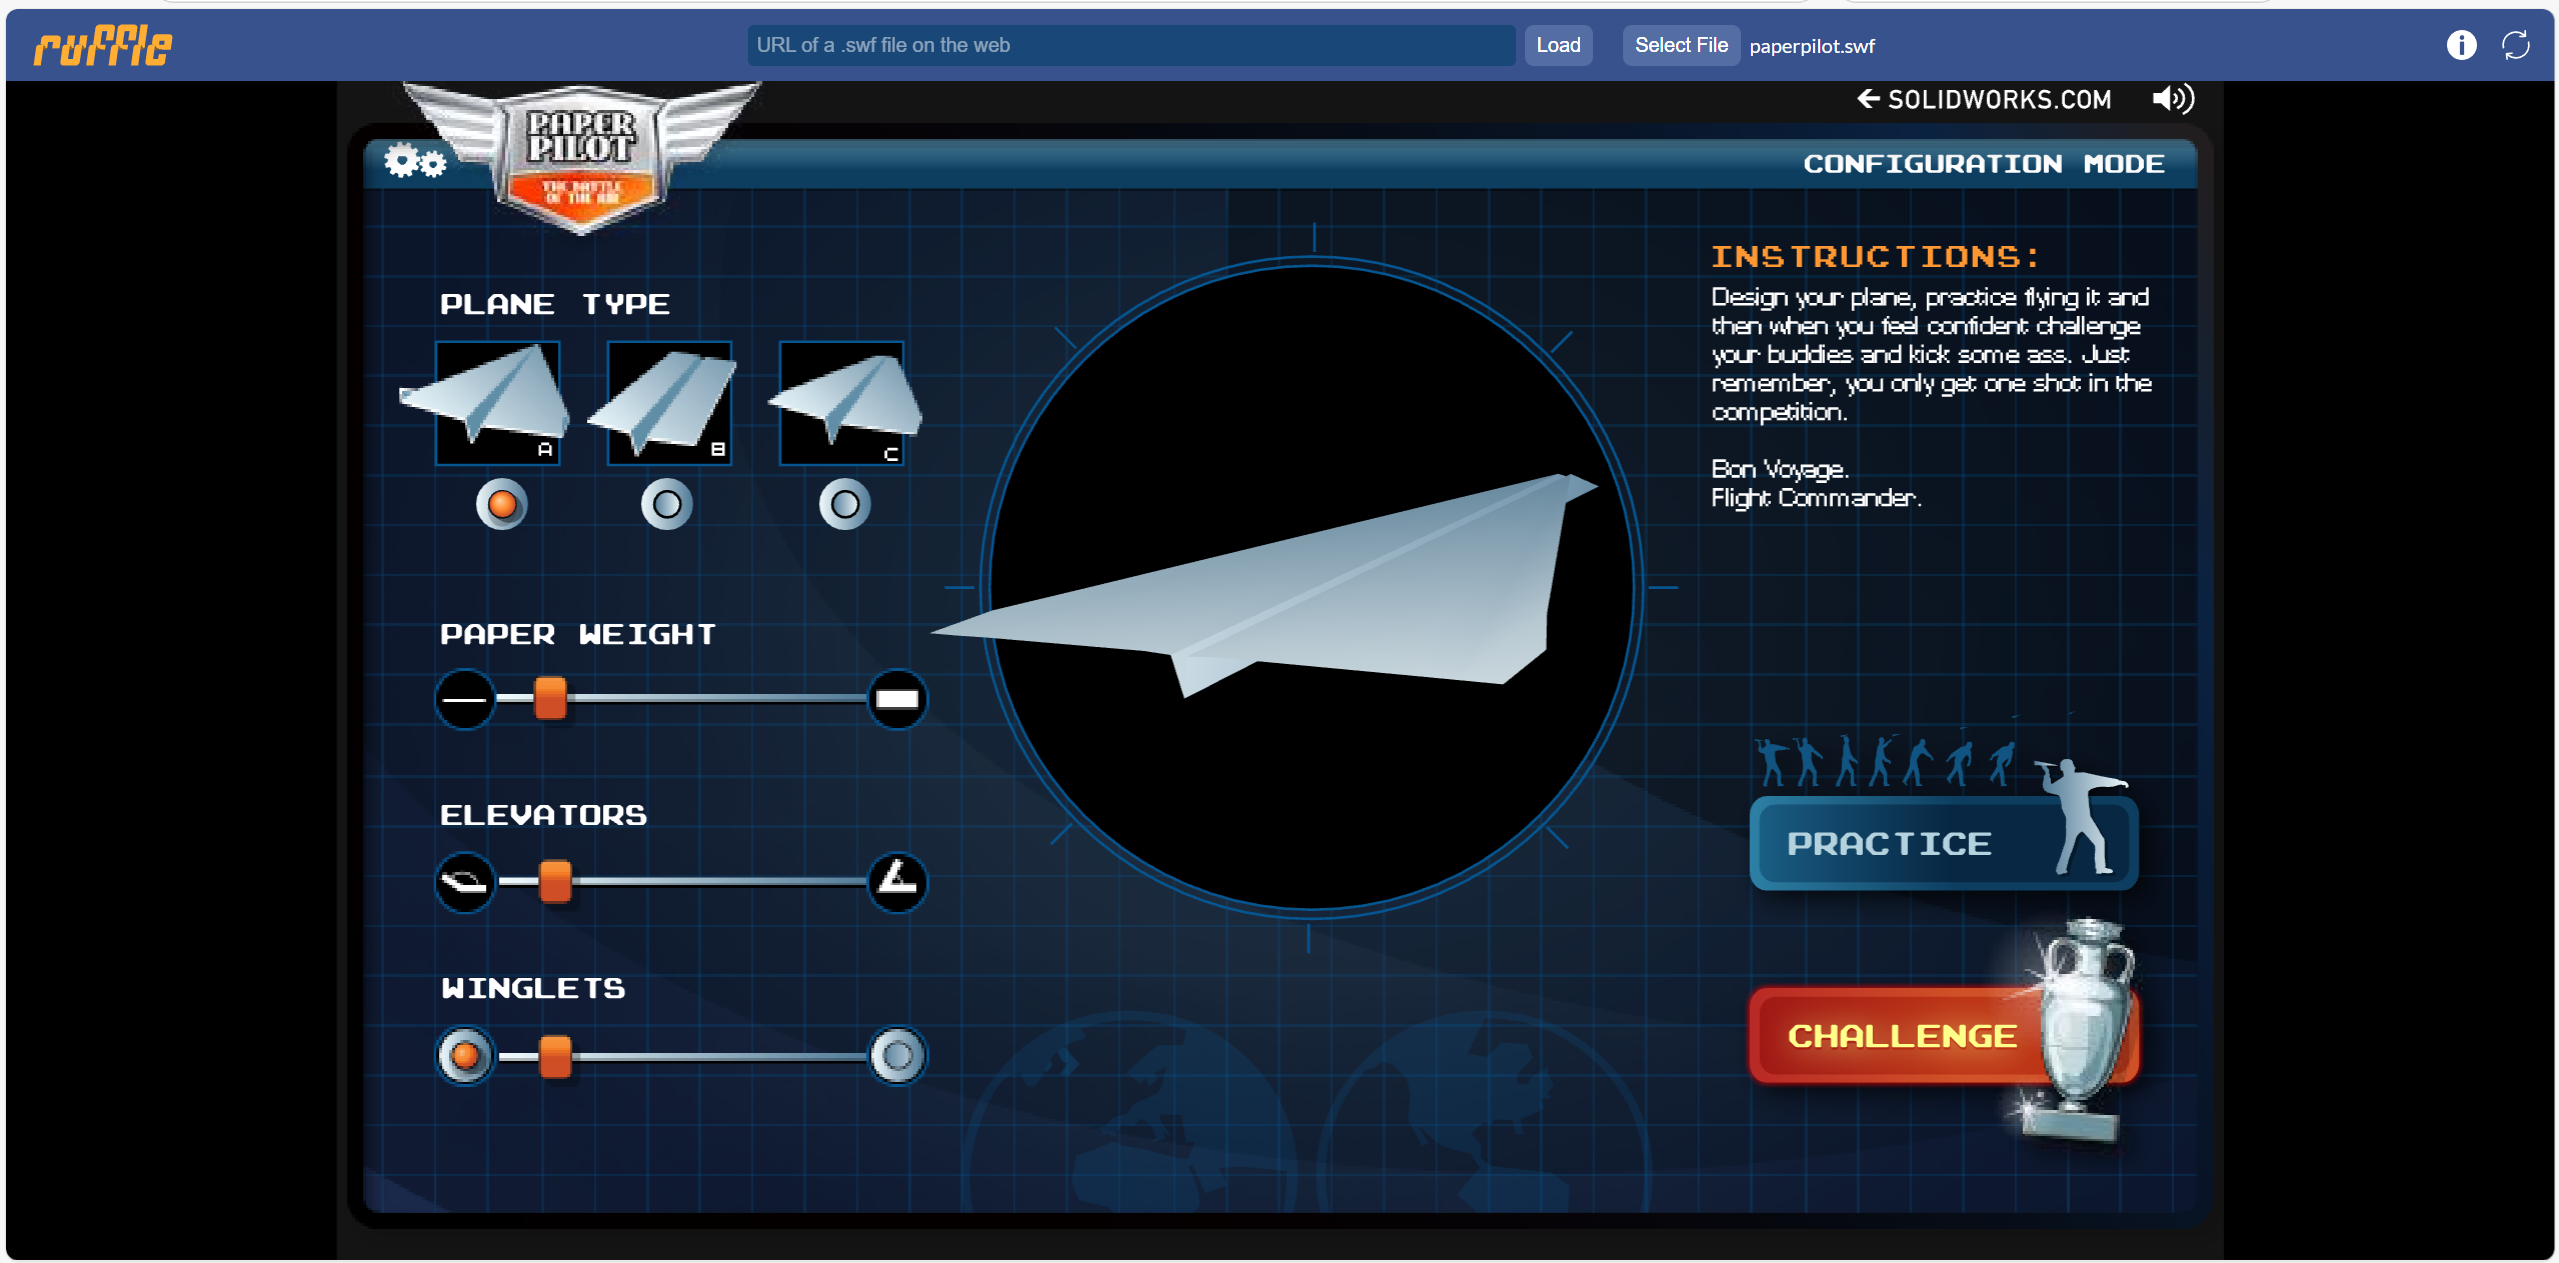 ruffle
URL of a .swf file on the web
Load
Select File
paperpilot.swf
PAPER
PILOT
THE BATTLE
OF THE AIR
SOLIDWORKS.COM
CONFIGURATION MODE
PLANE TYPE
A
B
C
PAPER WEIGHT
ELEVATORS
WINGLETS
INSTRUCTIONS:
Design your plane, practice flying it and
then when you feel confident challenge
your buddies and kick some ass. Just
remember, you only get one shot in the
competition.
Bon Voyage.
Flight Commander.
PRACTICE
CHALLENGE